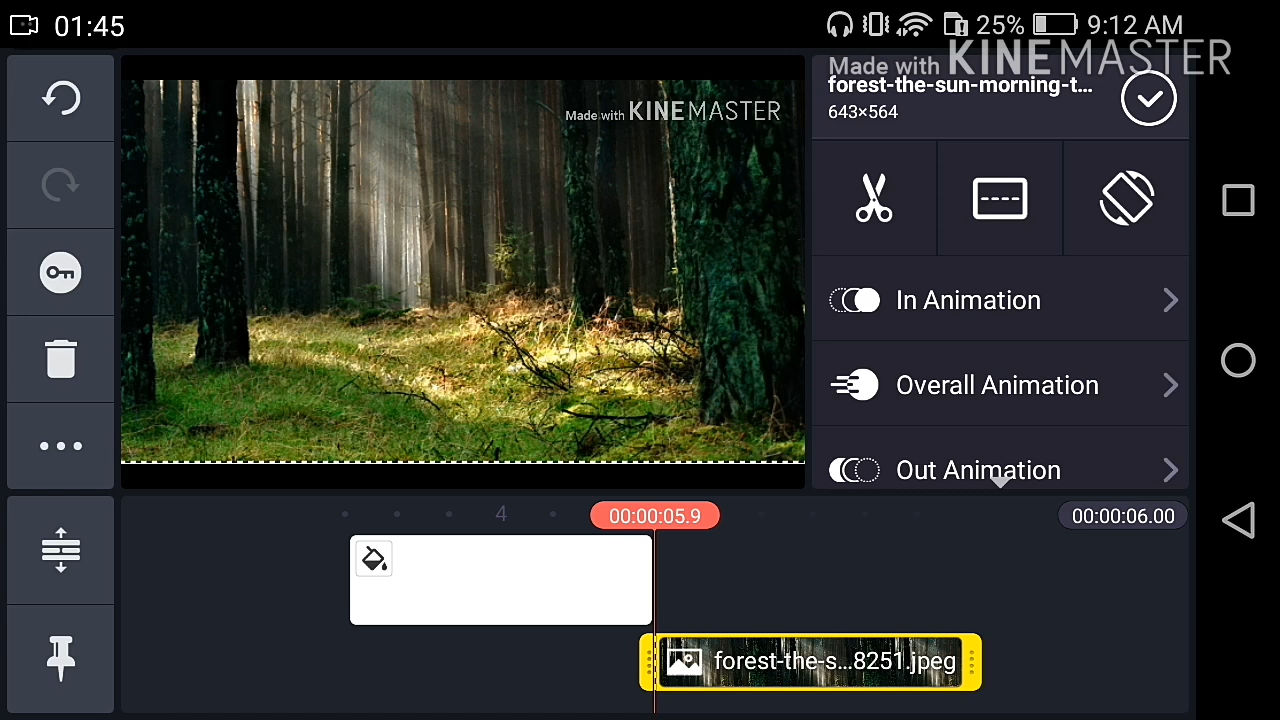 01:45
25%
9:12 AM
Made with KINEMASTER
forest-the-sun-morning-t...
643×564
Made with KINEMASTER
In Animation
Overall Animation
Out Animation
4
00:00:05.9
00:00:06.00
forest-the-s...8251.jpeg